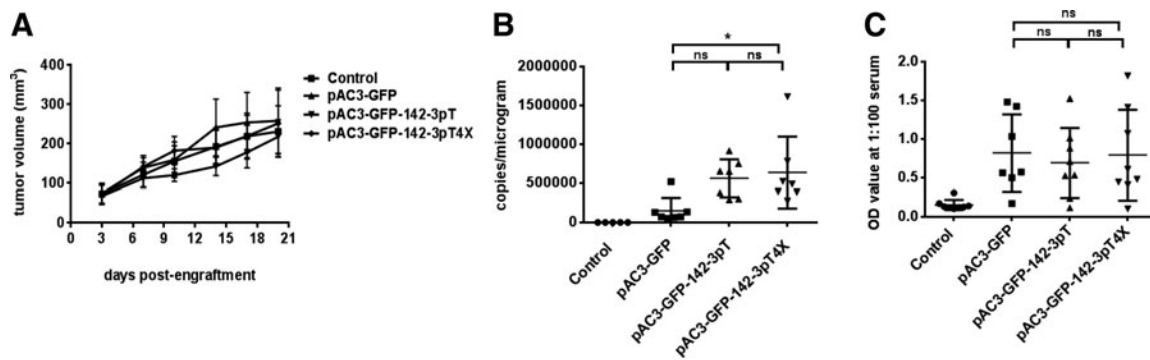 A
tumor volume (mm3)
400
300
200
100
0
0 3 6 9 12 15 18 21
days post-engraftment
Control
pAC3-GFP
pAC3-GFP-142-3pT
pAC3-GFP-142-3pT4X
B
*
ns ns
copies/microgram
2000000
1500000
1000000
500000
0
Control
pAC3-GFP
pAC3-GFP-142-3pT
pAC3-GFP-142-3pT4X
C
ns
ns ns
OD value at 1:100 serum
2.0
1.5
1.0
0.5
0.0
Control
pAC3-GFP
pAC3-GFP-142-3pT
pAC3-GFP-142-3pT4X